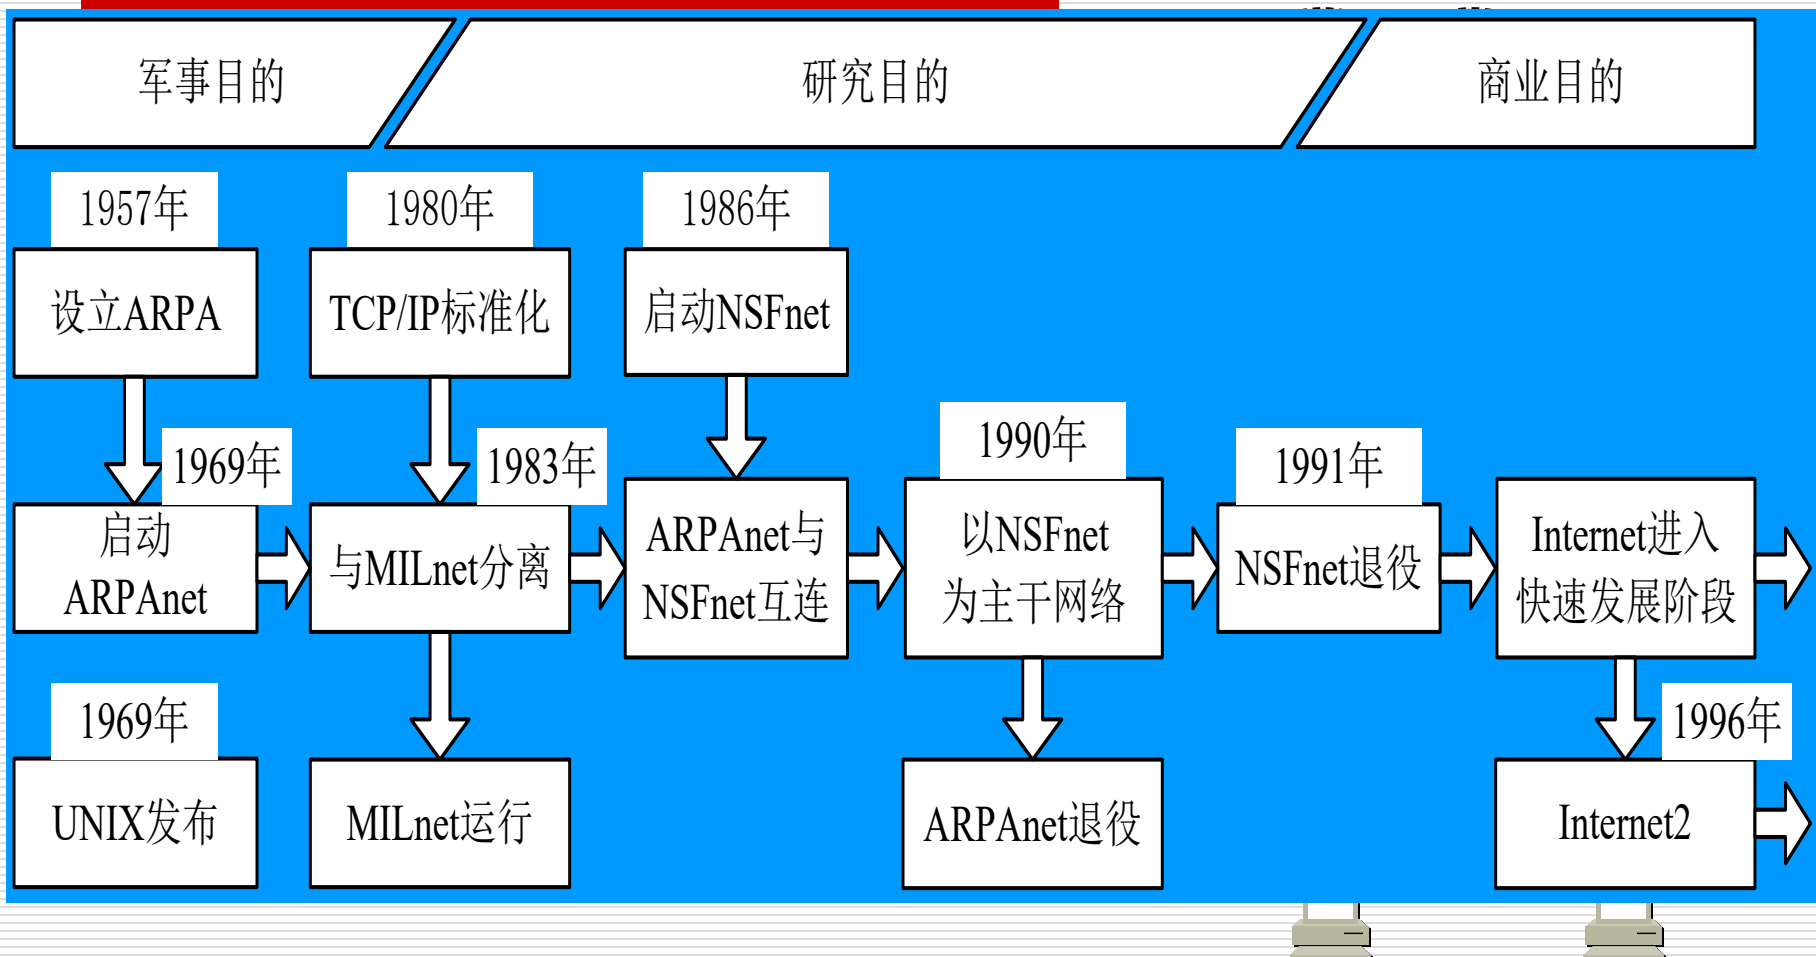 军事目的
研究目的
商业目的
1957年
1980年
1986年
设立ARPA
TCP/IP标准化
启动NSFnet
1969年
1983年
1990年
1991年
启动
ARPAnet
与MILnet分离
ARPAnet与
NSFnet互连
以NSFnet
为主干网络
NSFnet退役
Internet进入
快速发展阶段
1969年
1996年
UNIX发布
MILnet运行
ARPAnet退役
Internet2